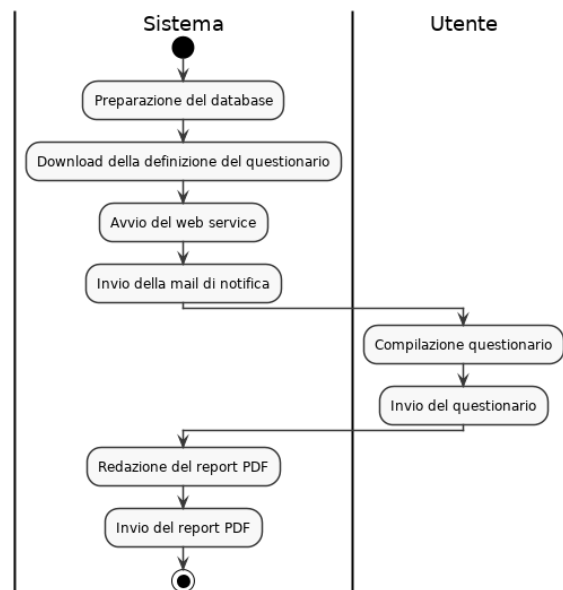 Sistema
Utente
Preparazione del database
Download della definizione del questionario
Avvio del web service
Invio della mail di notifica
Compilazione questionario
Invio del questionario
Redazione del report PDF
Invio del report PDF